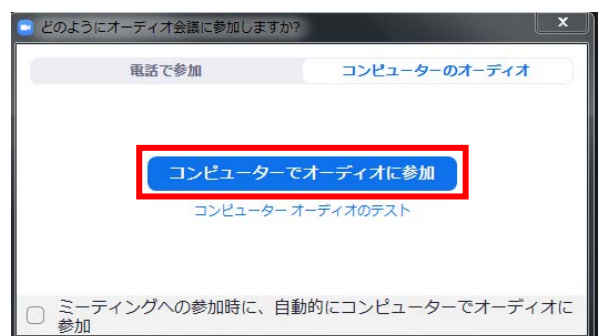 どのようにオーディオ会議に参加しますか?
電話で参加
コンピューターのオーディオ
コンピューターでオーディオに参加
コンピューター オーディオのテスト
ミーティングへの参加時に、自動的にコンピューターでオーディオに
参加